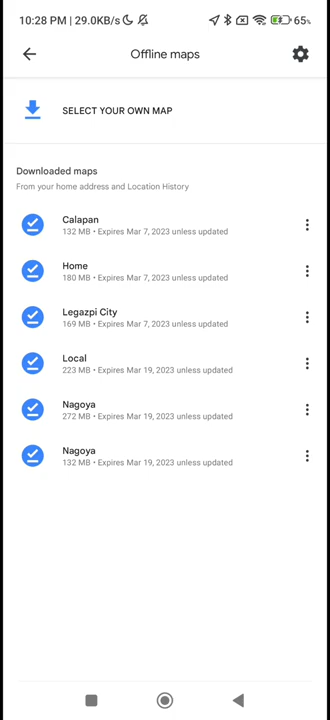 10:28 PM | 29.0KB/s
65%
Offline maps
SELECT YOUR OWN MAP
Downloaded maps
From your home address and Location History
Calapan
132 MB • Expires Mar 7, 2023 unless updated
Home
180 MB • Expires Mar 7, 2023 unless updated
Legazpi City
169 MB • Expires Mar 7, 2023 unless updated
Local
223 MB • Expires Mar 19, 2023 unless updated
Nagoya
272 MB • Expires Mar 19, 2023 unless updated
Nagoya
132 MB • Expires Mar 19, 2023 unless updated